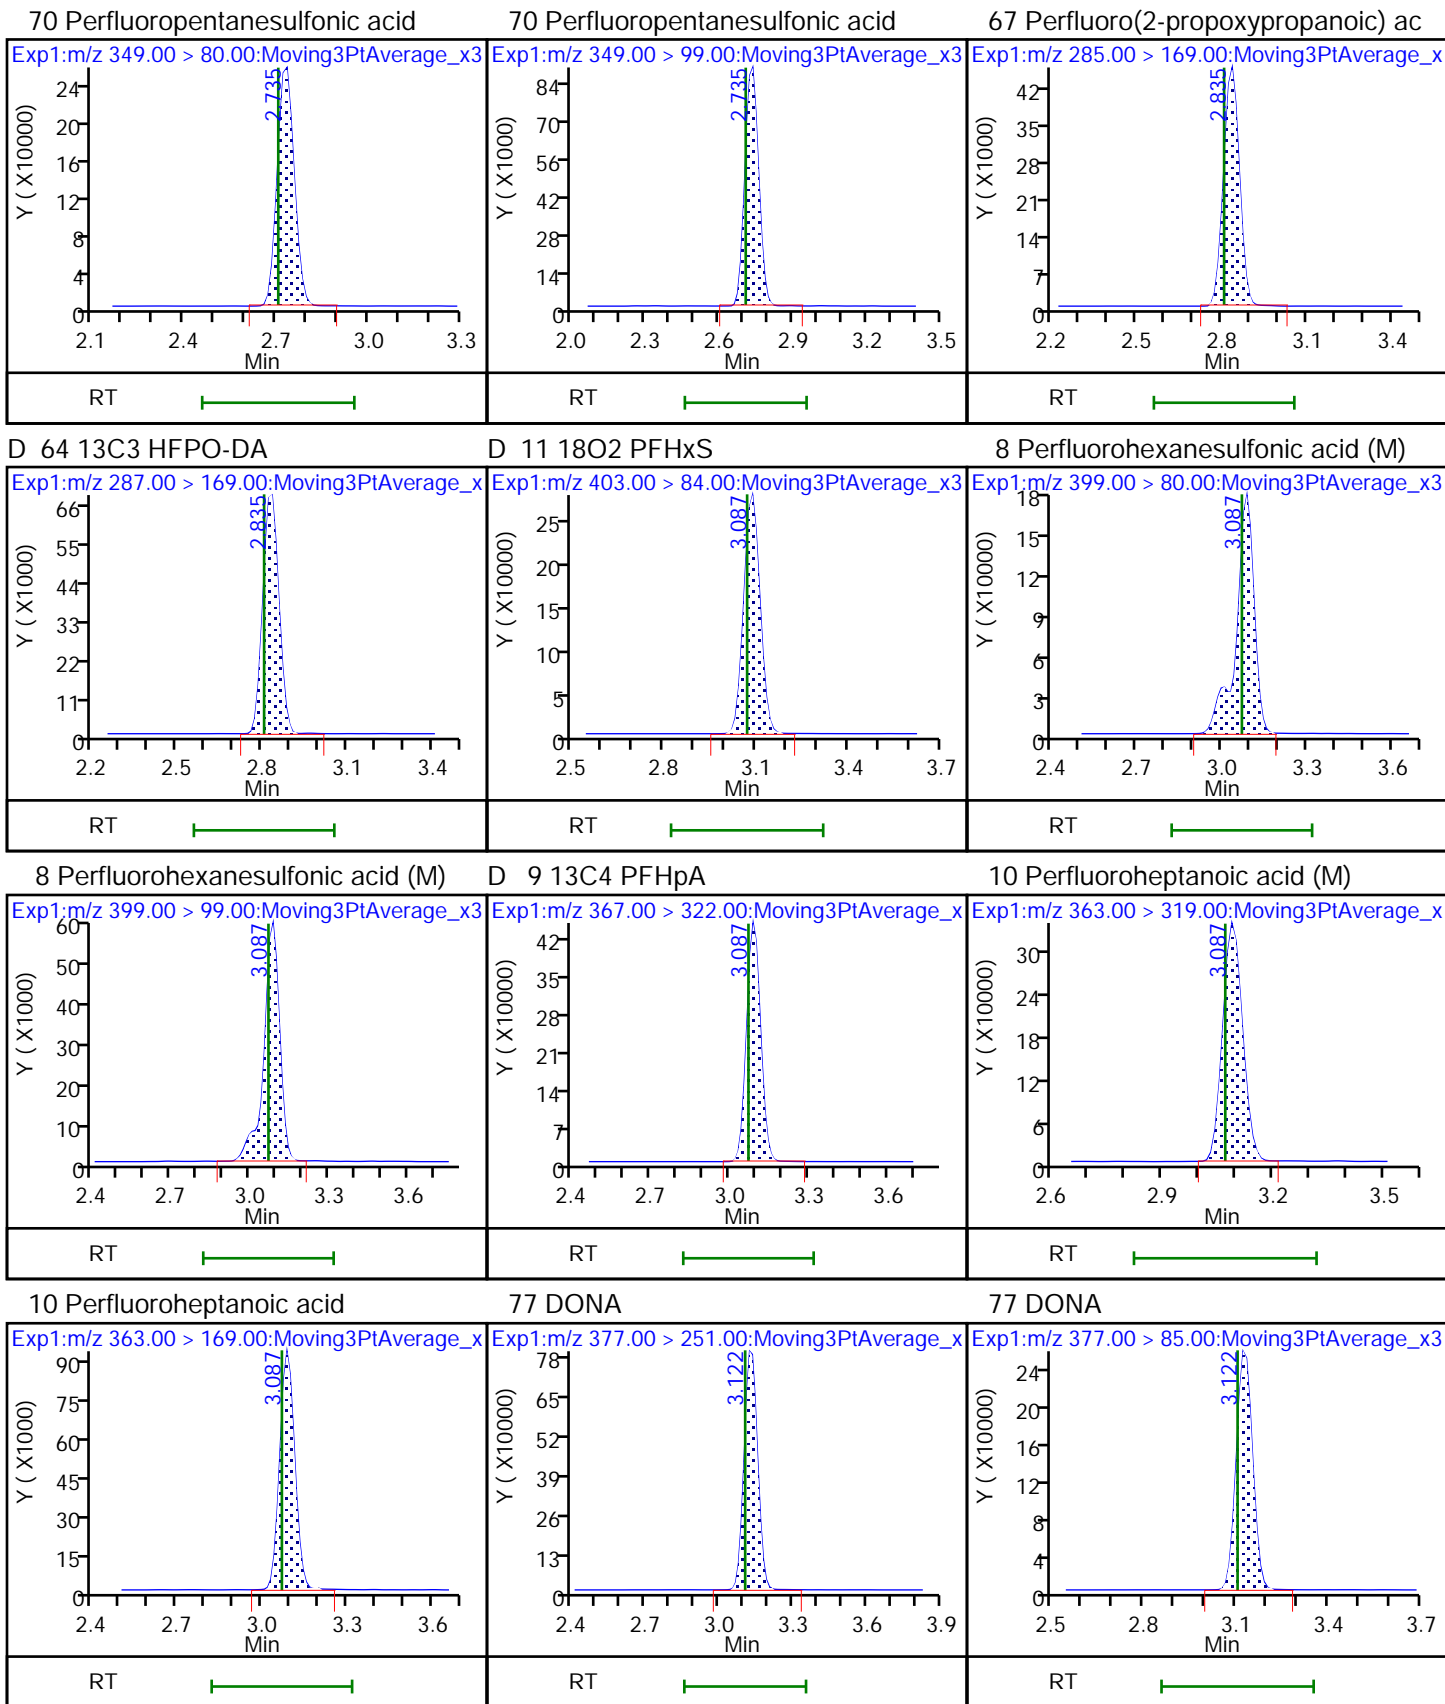 70 Perfluoropentanesulfonic acid
Exp1:m/z 349.00 > 80.00:Moving3PtAverage_x3
2.735
Y ( X10000)
24
20
16
12
8
4
0
2.1 2.4 2.7 3.0 3.3
Min
RT
70 Perfluoropentanesulfonic acid
Exp1:m/z 349.00 > 99.00:Moving3PtAverage_x3
2.735
Y ( X1000)
84
70
56
42
28
14
0
2.0 2.3 2.6 2.9 3.2 3.5
Min
RT
67 Perfluoro(2-propoxypropanoic) ac
Exp1:m/z 285.00 > 169.00:Moving3PtAverage_x
2.835
Y ( X1000)
42
35
28
21
14
7
0
2.2 2.5 2.8 3.1 3.4
Min
RT
D 64 13C3 HFPO-DA
Exp1:m/z 287.00 > 169.00:Moving3PtAverage_x
2.835
Y ( X1000)
66
55
44
33
22
11
0
2.2 2.5 2.8 3.1 3.4
Min
RT
D 11 18O2 PFHxS
Exp1:m/z 403.00 > 84.00:Moving3PtAverage_x3
3.087
Y ( X10000)
25
20
15
10
5
0
2.5 2.8 3.1 3.4 3.7
Min
RT
8 Perfluorohexanesulfonic acid (M)
Exp1:m/z 399.00 > 80.00:Moving3PtAverage_x3
3.087
Y ( X10000)
18
15
12
9
6
3
0
2.4 2.7 3.0 3.3 3.6
Min
RT
8 Perfluorohexanesulfonic acid (M)
Exp1:m/z 399.00 > 99.00:Moving3PtAverage_x3
3.087
Y ( X1000)
60
50
40
30
20
10
0
2.4 2.7 3.0 3.3 3.6
Min
RT
D 9 13C4 PFHpA
Exp1:m/z 367.00 > 322.00:Moving3PtAverage_x
3.087
Y ( X10000)
42
35
28
21
14
7
0
2.4 2.7 3.0 3.3 3.6
Min
RT
10 Perfluoroheptanoic acid (M)
Exp1:m/z 363.00 > 319.00:Moving3PtAverage_x
3.087
Y ( X10000)
30
24
18
12
6
0
2.6 2.9 3.2 3.5
Min
RT
10 Perfluoroheptanoic acid
Exp1:m/z 363.00 > 169.00:Moving3PtAverage_x
3.087
Y ( X1000)
90
75
60
45
30
15
0
2.4 2.7 3.0 3.3 3.6
Min
RT
77 DONA
Exp1:m/z 377.00 > 251.00:Moving3PtAverage_x
3.122
Y ( X10000)
78
65
52
39
26
13
0
2.4 2.7 3.0 3.3 3.6 3.9
Min
RT
77 DONA
Exp1:m/z 377.00 > 85.00:Moving3PtAverage_x3
3.122
Y ( X10000)
24
20
16
12
8
4
0
2.5 2.8 3.1 3.4 3.7
Min
RT